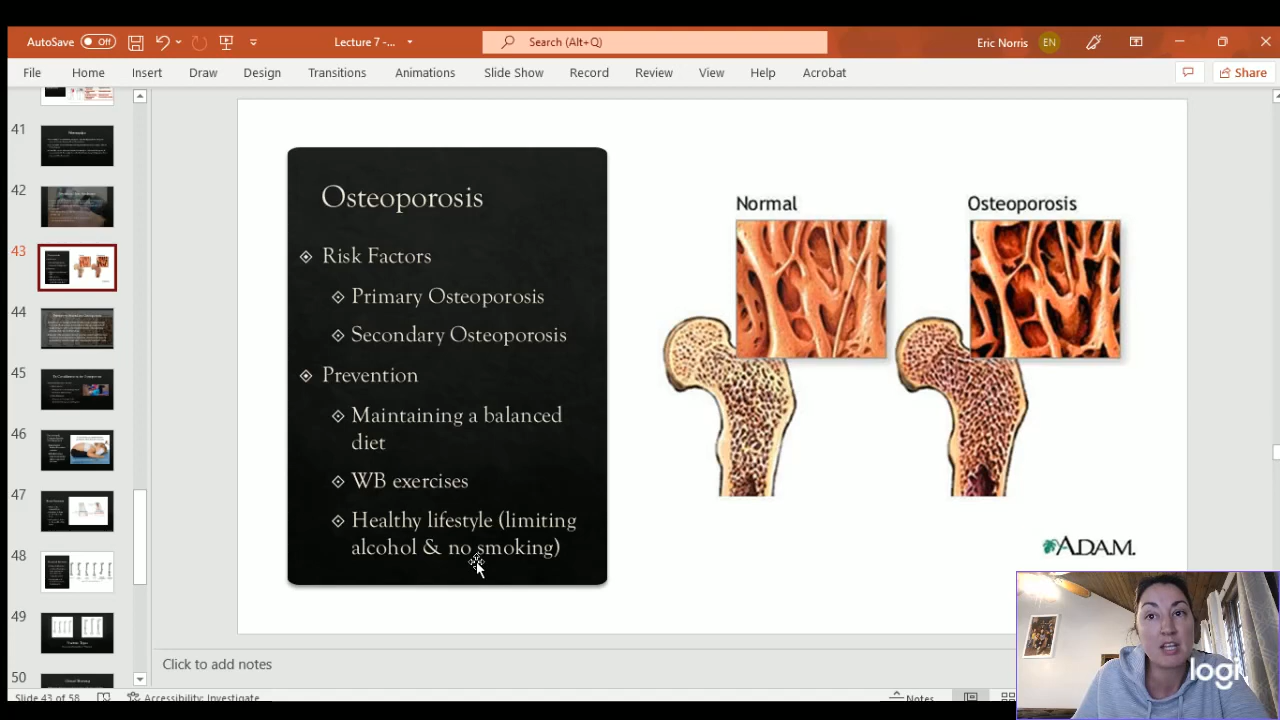 AutoSave Off Lecture 7 -... Search (Alt+Q) Eric Norris EN
File Home Insert Draw Design Transitions Animations Slide Show Record Review View Help Acrobat Share
41
42
43
44
45
46
47
48
49
50
Osteoporosis
Risk Factors
Primary Osteoporosis
Secondary Osteoporosis
Prevention
Maintaining a balanced
diet
WB exercises
Healthy lifestyle (limiting
alcohol & no smoking)
Normal Osteoporosis
ADAM.
Click to add notes
logi
Slide 43 of 58 Accessibility: Investigate Notes